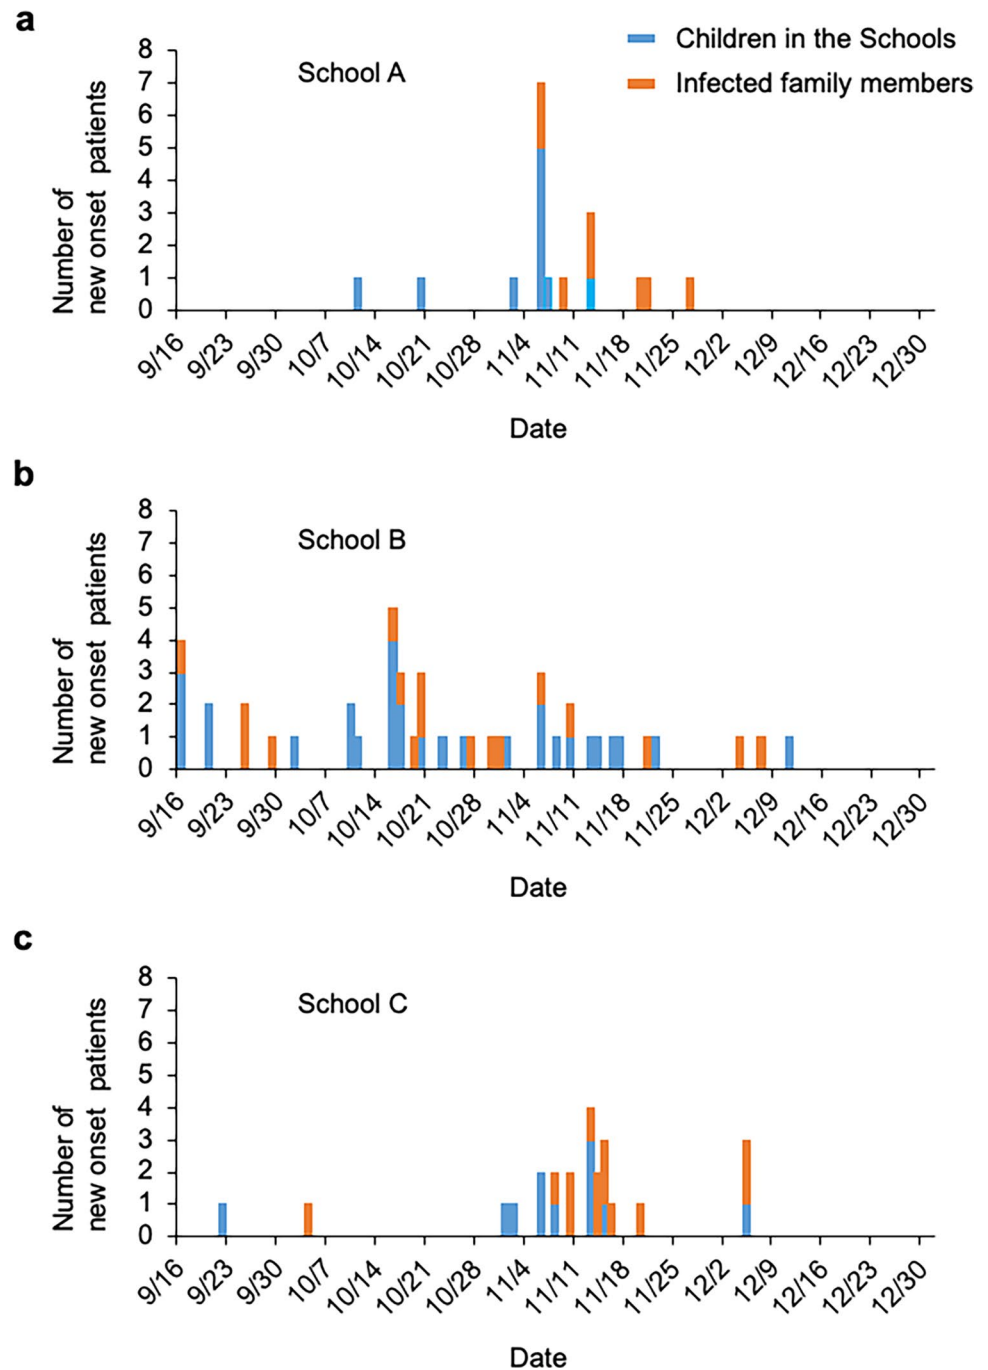 a
Children in the Schools
Infected family members
School A
Number of
new onset patients
8
7
6
5
4
3
2
1
0
9/16 9/23 9/30 10/7 10/14 10/21 10/28 11/4 11/11 11/18 11/25 12/2 12/9 12/16 12/23 12/30
Date
b
School B
Number of
new onset patients
8
7
6
5
4
3
2
1
0
9/16 9/23 9/30 10/7 10/14 10/21 10/28 11/4 11/11 11/18 11/25 12/2 12/9 12/16 12/23 12/30
Date
c
School C
Number of
new onset patients
8
7
6
5
4
3
2
1
0
9/16 9/23 9/30 10/7 10/14 10/21 10/28 11/4 11/11 11/18 11/25 12/2 12/9 12/16 12/23 12/30
Date